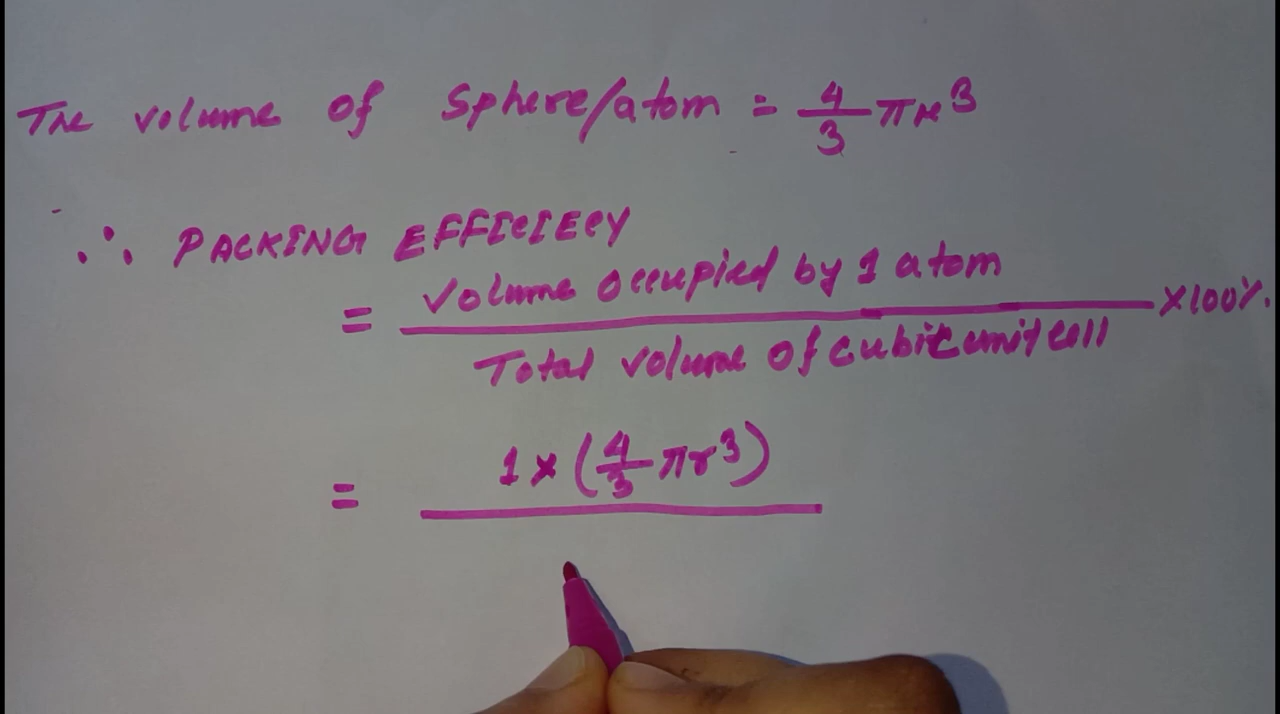 The volume of Sphere/atom = 4/3 πr³
∴ PACKING EFFICIECY
= Volume occupied by 1 atom / Total volume of cubic unit cell ×100%.
= 1 × (4/3 πr³)